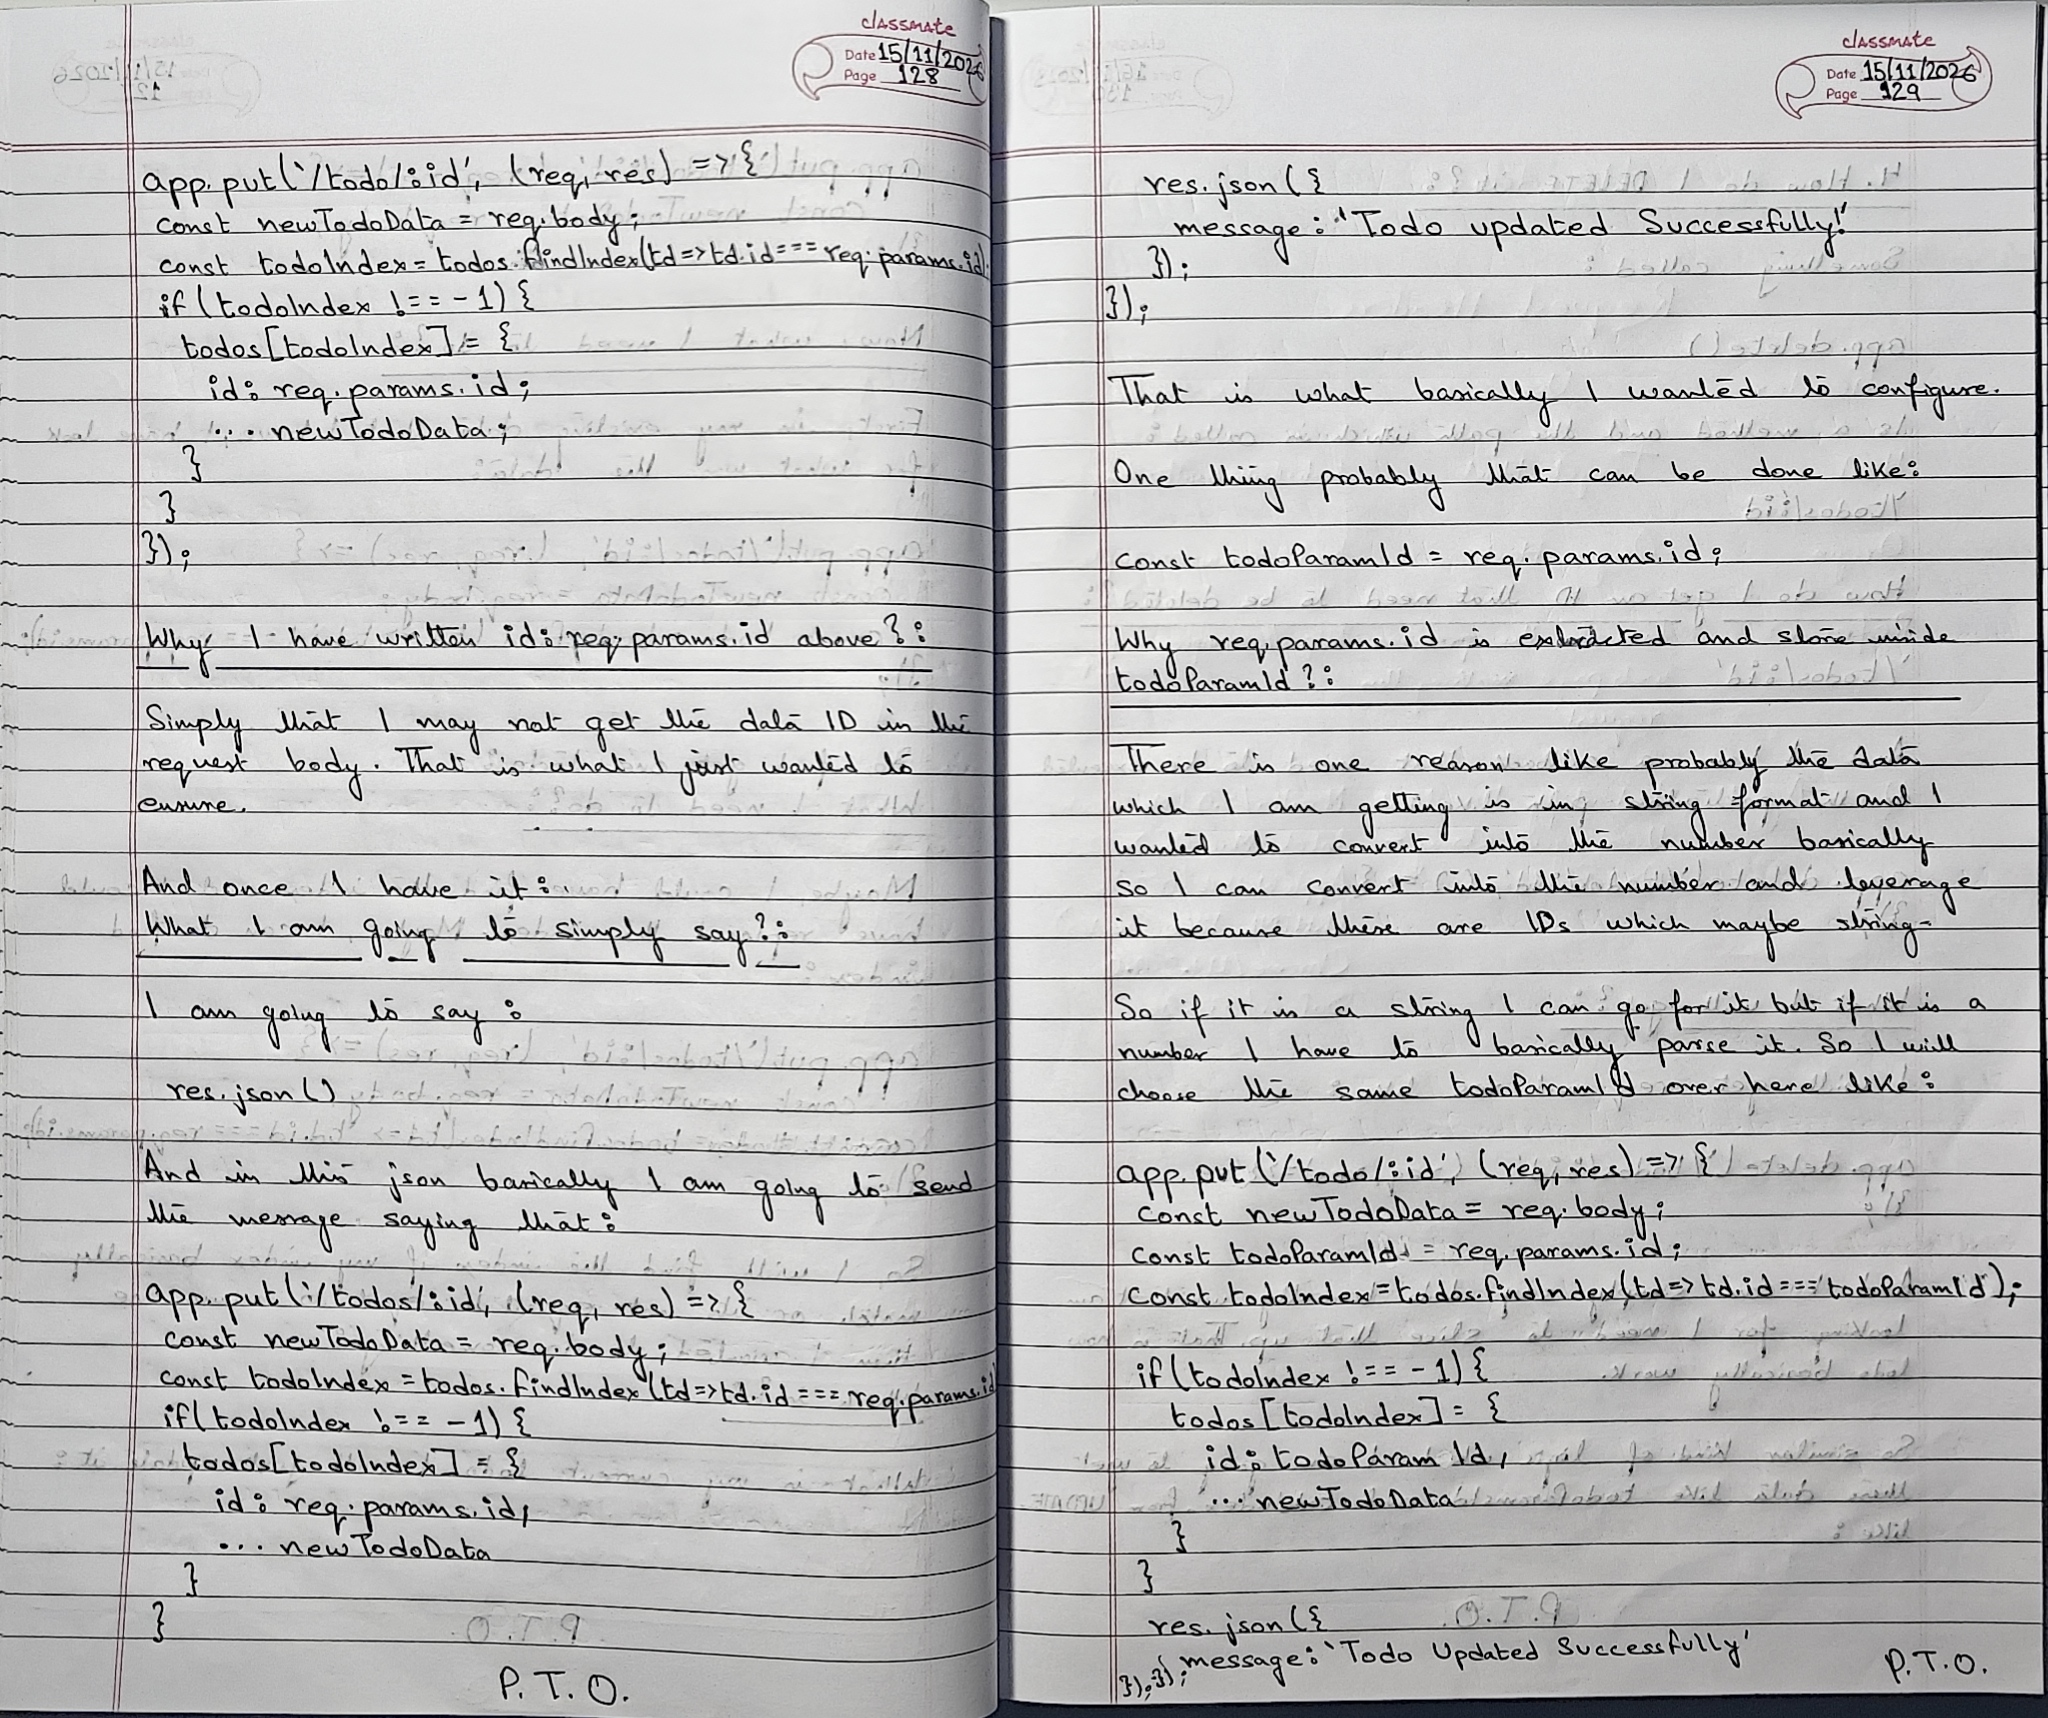 classmate
Date 15/11/2026
Page 128
app.put('/todo/:id', (req, res) => {
const newTodoData = req.body;
const todoIndex = todos.findIndex(td=>td.id===req.params.id)
if (todoIndex !== -1) {
todos[todoIndex] = {
id: req.params.id;
... newTodoData;
}
}
});
Why I have written id: req.params.id above?:
Simply that I may not get the data ID in the
request body. That is what I just wanted to
ensure.
And once I have it:
What I am going to simply say?:
I am going to say:
res.json()
And in this json basically I am going to send
the message saying that:
app.put('/todos/:id', (req, res) => {
const newTodoData = req.body;
const todoIndex = todos.findIndex(td=>td.id===req.params.id
if(todoIndex !== -1) {
todos[todoIndex] = {
id: req.params.id,
... newTodoData
}
}
P.T.O.
classmate
Date 15/11/2026
Page 129
res.json({
message: 'Todo updated Successfully!'
});
});
That is what basically I wanted to configure.
One thing probably that can be done like:
const todoParamId = req.params.id;
Why req.params.id is extracted and store inside
todoParamId?:
There is one reason like probably the data
which I am getting is in string format and I
wanted to convert into the number basically
so I can convert into the number and leverage
it because there are IDs which maybe string-
So if it is a string I can go for it but if it is a
number I have to basically parse it. So I will
choose the same todoParamId over here like:
app.put('/todo/:id', (req, res) => {
const newTodoData = req.body;
const todoParamId = req.params.id;
const todoIndex = todos.findIndex(td=>td.id===todoParamId);
if(todoIndex !== -1) {
todos[todoIndex] = {
id: todoParamId,
... newTodoData
}
}
res.json({
message: 'Todo Updated Successfully'
});});
P.T.O.